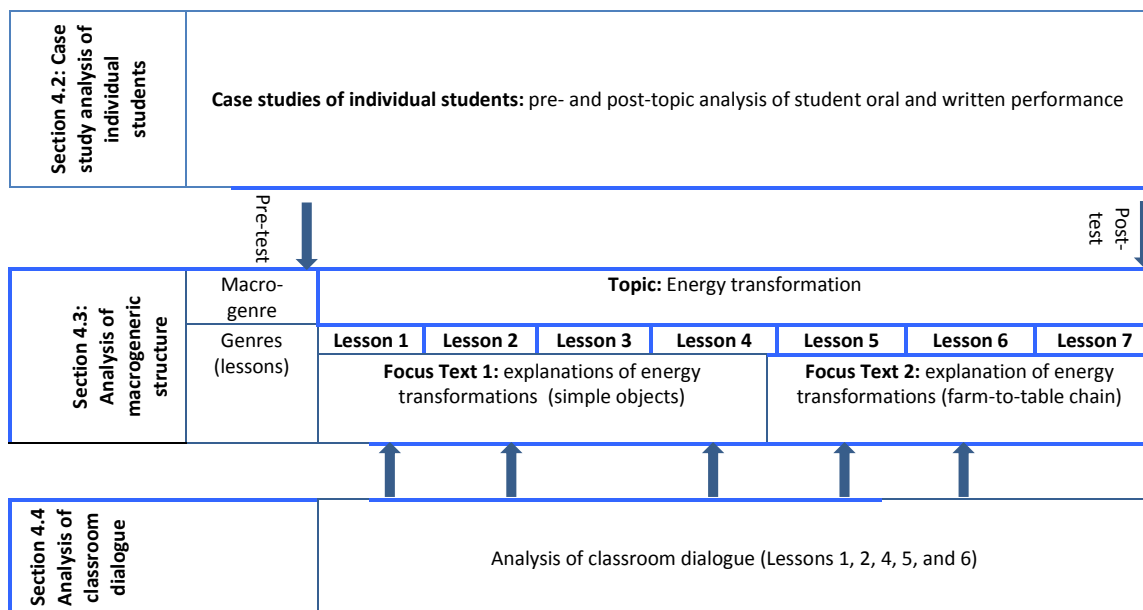 Section 4.2: Case
study analysis of
individual
students
Case studies of individual students: pre- and post-topic analysis of student oral and written performance
Pre-test
Post-
test
Section 4.3:
Analysis of
macrogeneric
structure
Macro-
genre
Topic: Energy transformation
Genres
(lessons)
Lesson 1 Lesson 2 Lesson 3 Lesson 4 Lesson 5 Lesson 6 Lesson 7
Focus Text 1: explanations of energy
transformations (simple objects)
Focus Text 2: explanation of energy
transformations (farm-to-table chain)
Section 4.4
Analysis of
classroom
dialogue
Analysis of classroom dialogue (Lessons 1, 2, 4, 5, and 6)